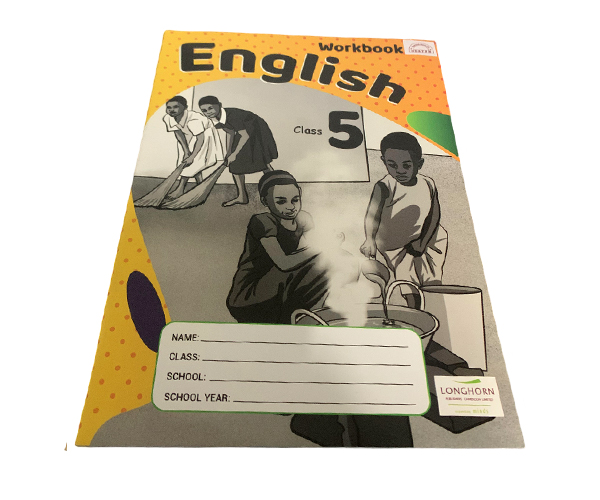 Workbook
English
Class 5
NAME:
CLASS:
SCHOOL:
SCHOOL YEAR:
LONGHORN